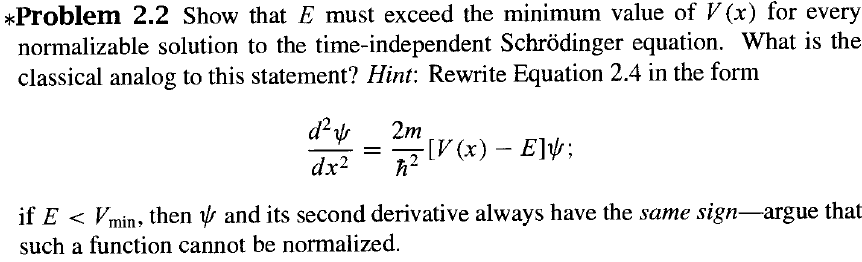 *Problem 2.2 Show that E must exceed the minimum value of V(x) for every
normalizable solution to the time-independent Schrödinger equation. What is the
classical analog to this statement? Hint: Rewrite Equation 2.4 in the form
d²ψ/dx² = 2m/ħ² [V(x) − E]ψ;
if E < Vmin, then ψ and its second derivative always have the same sign—argue that
such a function cannot be normalized.